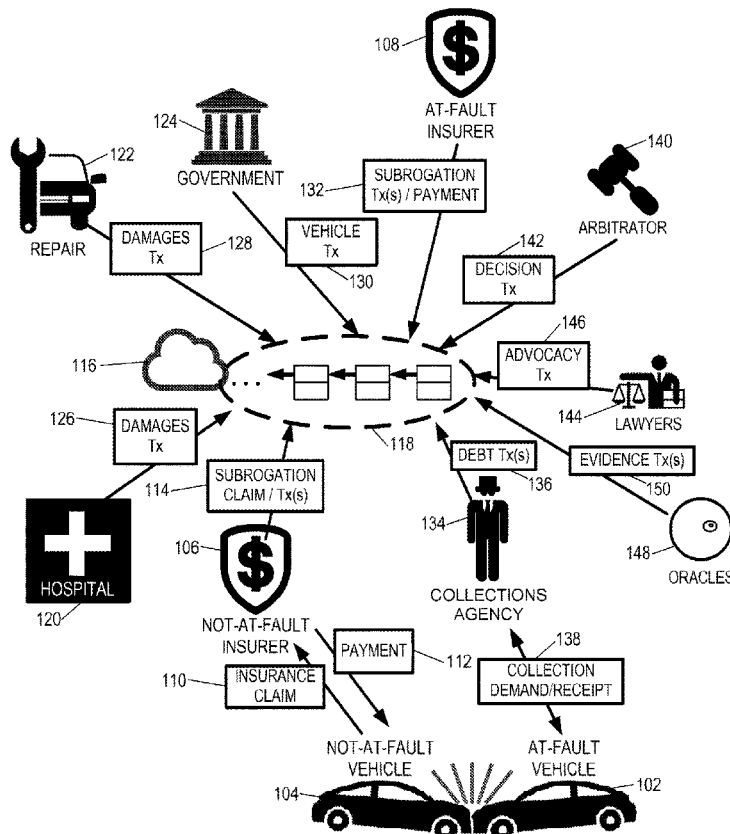 108
AT-FAULT
INSURER
124
GOVERNMENT
140
ARBITRATOR
122
REPAIR
132
SUBROGATION
Tx(s) / PAYMENT
DAMAGES
Tx
128
VEHICLE
Tx
130
142
DECISION
Tx
116
. . .
146
ADVOCACY
Tx
144
LAWYERS
126
DAMAGES
Tx
118
114
SUBROGATION
CLAIM / Tx(s)
DEBT Tx(s)
136
EVIDENCE Tx(s)
150
134
148
ORACLES
HOSPITAL
120
106
NOT-AT-FAULT
INSURER
COLLECTIONS
AGENCY
PAYMENT
112
138
COLLECTION
DEMAND/RECEIPT
110
INSURANCE
CLAIM
NOT-AT-FAULT
VEHICLE
AT-FAULT
VEHICLE
104
102